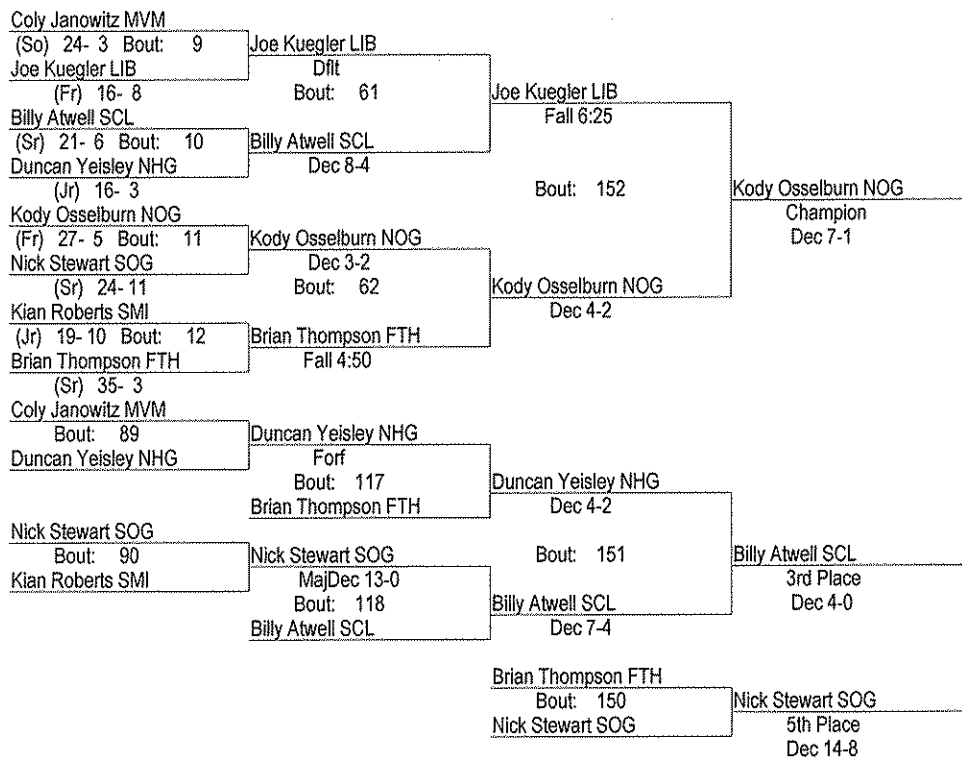 Coly Janowitz MVM
(So) 24- 3 Bout: 9
Joe Kuegler LIB
(Fr) 16- 8
Billy Atwell SCL
(Sr) 21- 6 Bout: 10
Duncan Yeisley NHG
(Jr) 16- 3
Kody Osselburn NOG
(Fr) 27- 5 Bout: 11
Nick Stewart SOG
(Sr) 24- 11
Kian Roberts SMI
(Jr) 19- 10 Bout: 12
Brian Thompson FTH
(Sr) 35- 3
Joe Kuegler LIB
Dflt
Bout: 61
Billy Atwell SCL
Dec 8-4
Kody Osselburn NOG
Dec 3-2
Bout: 62
Brian Thompson FTH
Fall 4:50
Joe Kuegler LIB
Fall 6:25
Bout: 152
Kody Osselburn NOG
Dec 4-2
Kody Osselburn NOG
Champion
Dec 7-1
Coly Janowitz MVM
Bout: 89
Duncan Yeisley NHG
Nick Stewart SOG
Bout: 90
Kian Roberts SMI
Duncan Yeisley NHG
Forf
Bout: 117
Brian Thompson FTH
Nick Stewart SOG
MajDec 13-0
Bout: 118
Billy Atwell SCL
Duncan Yeisley NHG
Dec 4-2
Bout: 151
Billy Atwell SCL
Dec 7-4
Billy Atwell SCL
3rd Place
Dec 4-0
Brian Thompson FTH
Bout: 150
Nick Stewart SOG
Nick Stewart SOG
5th Place
Dec 14-8